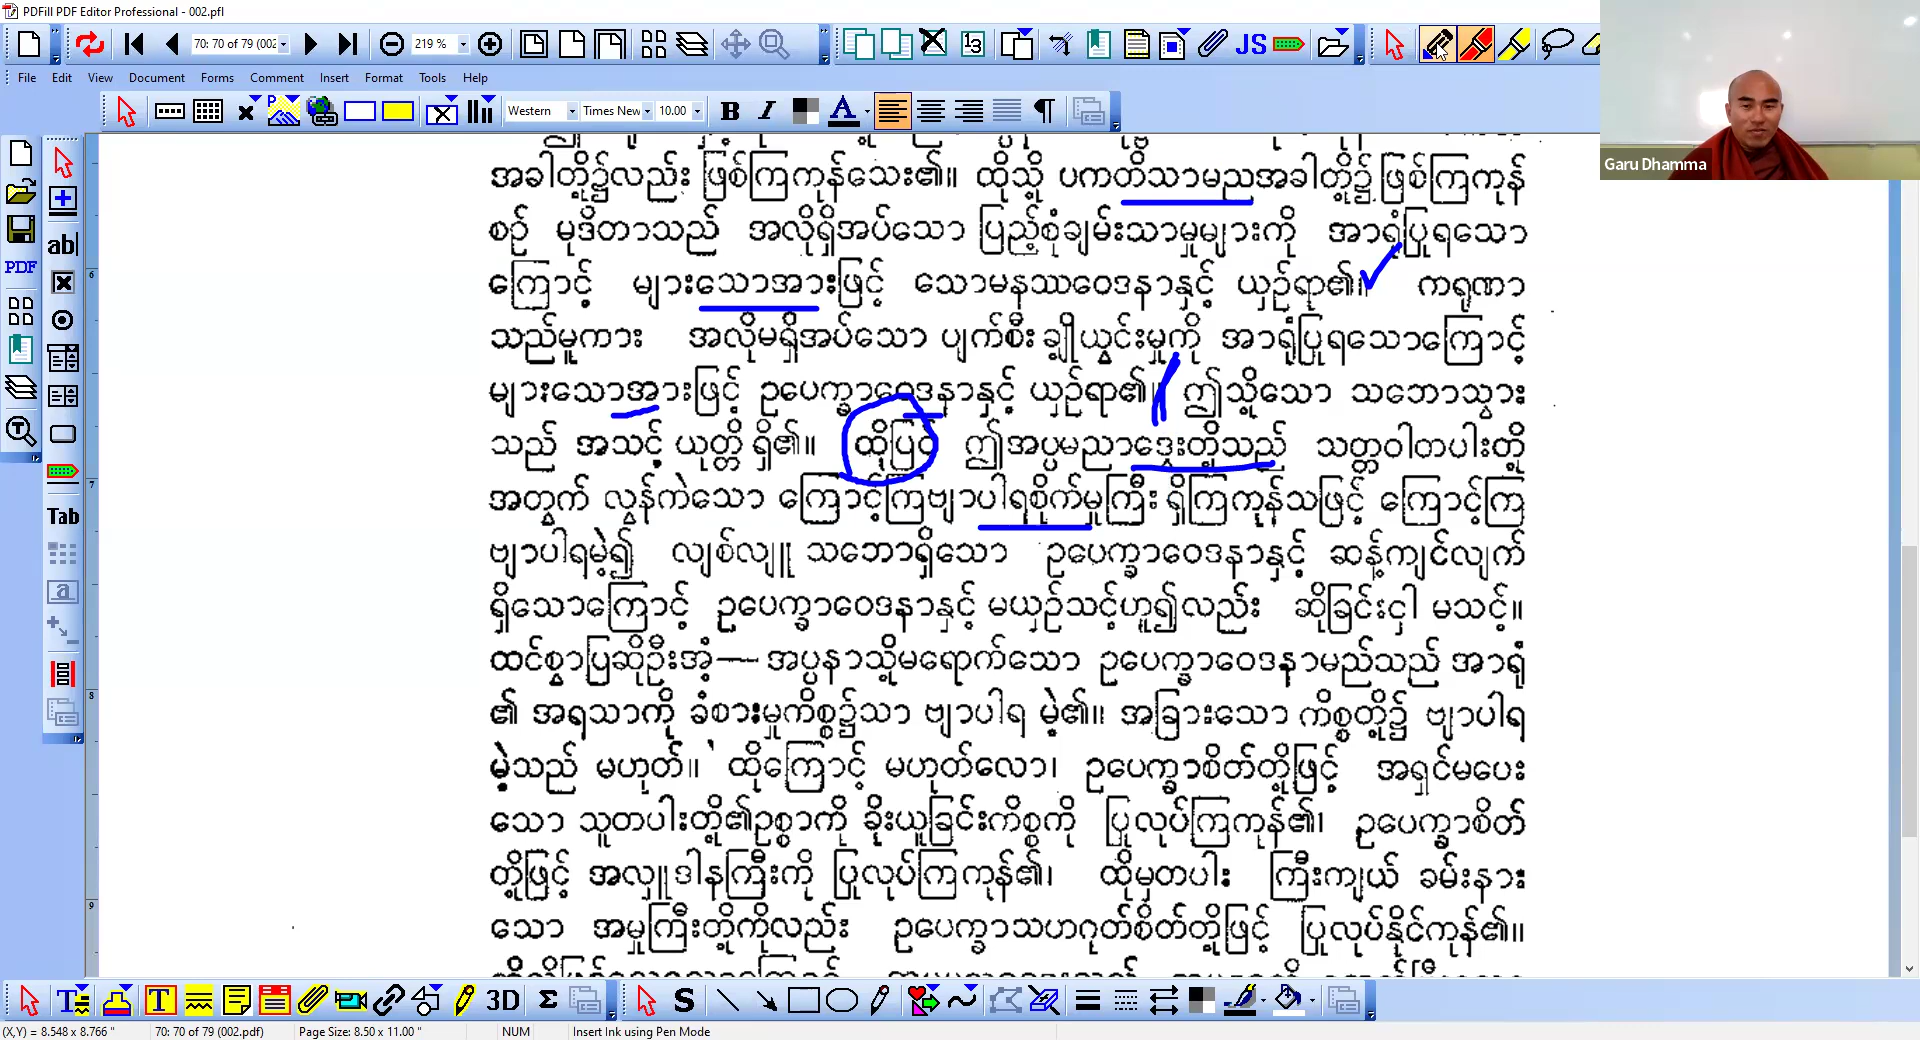 PDFill PDF Editor Professional - 002.pfl
70: 70 of 79 (002
219 %
JS
File Edit View Document Forms Comment Insert Format Tools Help
Western Times New 10.00
Garu Dhamma
အခါတို့၌လည်း ဖြစ်ကြကုန်သေး၏။ ထိုသို့ ပကတိသာမညအခါတို့၌ ဖြစ်ကြကုန်
စဉ် မုဒိတာသည် အလိုရှိအပ်သော ပြည့်စုံချမ်းသာမှုများကို အာရုံပြုရသော
ကြောင့် များသောအားဖြင့် သောမနဿဝေဒနာနှင့် ယှဉ်ရာ၏။ ကရုဏာ
သည်မူကား အလိုမရှိအပ်သော ပျက်စီးချို့ယွင်းမှုကို အာရုံပြုရသောကြောင့်
များသောအားဖြင့် ဥပေက္ခာဝေဒနာနှင့် ယှဉ်ရာ၏။ ဤသို့သော သဘောသွား
သည် အသင့် ယုတ္တိ ရှိ၏။ ထိုပြင် ဤအပ္ပမညာဒွေးတို့သည် သတ္တဝါတပါးတို့
အတွက် လွန်ကဲသော ကြောင့်ကြဗျာပါရစိုက်မှုကြီး ရှိကြကုန်သဖြင့် ကြောင့်ကြ
ဗျာပါရမဲ့၍ လျစ်လျူ သဘောရှိသော ဥပေက္ခာဝေဒနာနှင့် ဆန့်ကျင်လျက်
ရှိသောကြောင့် ဥပေက္ခာဝေဒနာနှင့် မယှဉ်သင့်ဟူ၍လည်း ဆိုခြင်းငှါ မသင့်။
ထင်စွာပြဆိုဦးအံ့— အပ္ပနာသို့မရောက်သော ဥပေက္ခာဝေဒနာမည်သည် အာရုံ
၏ အရသာကို ခံစားမှုကိစ္စ၌သာ ဗျာပါရ မဲ့၏။ အခြားသော ကိစ္စတို့၌ ဗျာပါရ
မဲ့သည် မဟုတ်။ ထို့ကြောင့် မဟုတ်လော၊ ဥပေက္ခာစိတ်တို့ဖြင့် အရှင်မပေး
သော သူတပါးတို့၏ဥစ္စာကို ခိုးယူခြင်းကိစ္စကို ပြုလုပ်ကြကုန်၏၊ ဥပေက္ခာစိတ်
တို့ဖြင့် အလှူဒါနကြီးကို ပြုလုပ်ကြကုန်၏၊ ထိုမှတပါး ကြီးကျယ် ခမ်းနား
သော အမှုကြီးတို့ကိုလည်း ဥပေက္ခာသဟဂုတ်စိတ်တို့ဖြင့် ပြုလုပ်နိုင်ကုန်၏။
ab
PDF
Tab
6
7
8
9
3D
(X,Y) = 8.548 x 8.766 " 70: 70 of 79 (002.pdf) Page Size: 8.50 x 11.00 " NUM Insert Ink using Pen Mode